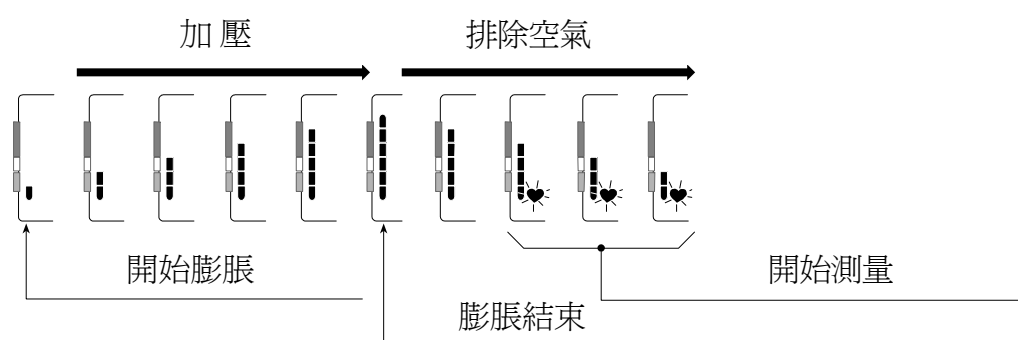 加 壓
排除空氣
開始膨脹
開始測量
膨脹結束